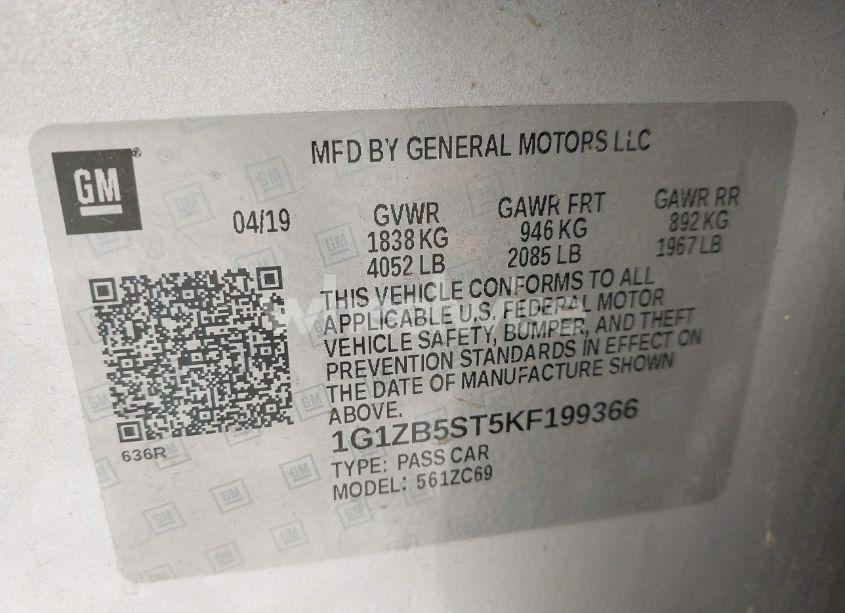 MFD BY GENERAL MOTORS LLC
GM
04/19
GVWR
1838 KG
4052 LB
GAWR FRT
946 KG
2085 LB
GAWR RR
892 KG
1967 LB
THIS VEHICLE CONFORMS TO ALL
APPLICABLE U.S. FEDERAL MOTOR
VEHICLE SAFETY, BUMPER, AND THEFT
PREVENTION STANDARDS IN EFFECT ON
THE DATE OF MANUFACTURE SHOWN
ABOVE.
1G1ZB5ST5KF199366
636R
TYPE: PASS CAR
MODEL: 561ZC69